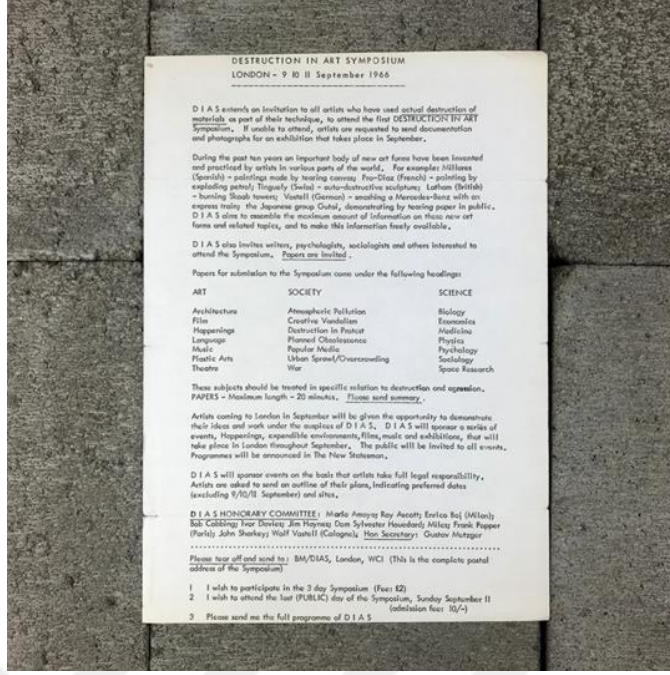 DESTRUCTION IN ART SYMPOSIUM
LONDON - 9 10 11 September 1966
D I A S extends an invitation to all artists who have used actual destruction of
materials as part of their technique, to attend the first DESTRUCTION IN ART
Symposium. If unable to attend, artists are requested to send documentation
and photographs for an exhibition that takes place in September.
During the past ten years an important body of new art forms have been invented
and practiced by artists in various parts of the world. For example: Millares
(Spanish) - paintings made by tearing canvas; Pro-Diaz (French) - painting by
exploding petrol; Tinguely (Swiss) - auto-destructive sculpture; Latham (British)
- burning Skoob towers; Vostell (German) - smashing a Mercedes-Benz with an
express train; the Japanese group Gutai, demonstrating by tearing paper in public.
D I A S aims to assemble the maximum amount of information on these new art
forms and related topics, and to make this information freely available.
D I A S also invites writers, psychologists, sociologists and others interested to
attend the Symposium. Papers are invited .
Papers for submission to the Symposium come under the following headings:
ART SOCIETY SCIENCE
Architecture Atmospheric Pollution Biology
Film Creative Vandalism Economics
Happenings Destruction in Protest Medicine
Language Planned Obsolescence Physics
Music Popular Media Psychology
Plastic Arts Urban Sprawl/Overcrowding Sociology
Theatre War Space Research
These subjects should be treated in specific relation to destruction and agression.
PAPERS - Maximum length - 20 minutes. Please send summary .
Artists coming to London in September will be given the opportunity to demonstrate
their ideas and work under the auspices of D I A S. D I A S will sponsor a series of
events, Happenings, expendible environments, films, music and exhibitions, that will
take place in London throughout September. The public will be invited to all events.
Programmes will be announced in The New Statesman.
D I A S will sponsor events on the basis that artists take full legal responsibility.
Artists are asked to send an outline of their plans, indicating preferred dates
(excluding 9/10/11 September) and sites.
D I A S HONORARY COMMITTEE: Mario Amaya; Roy Ascott; Enrico Baj (Milan);
Bob Cobbing; Ivor Davies; Jim Haynes; Dom Sylvester Houedard; Miles; Frank Popper
(Paris); John Sharkey; Wolf Vostell (Cologne); Hon Secretary: Gustav Metzger
Please tear off and send to: BM/DIAS, London, WC1 (This is the complete postal
address of the Symposium)
1 I wish to participate in the 3 day Symposium (Fee: £2)
2 I wish to attend the last (PUBLIC) day of the Symposium, Sunday September 11
(admission fee: 10/-)
3 Please send me the full programme of D I A S